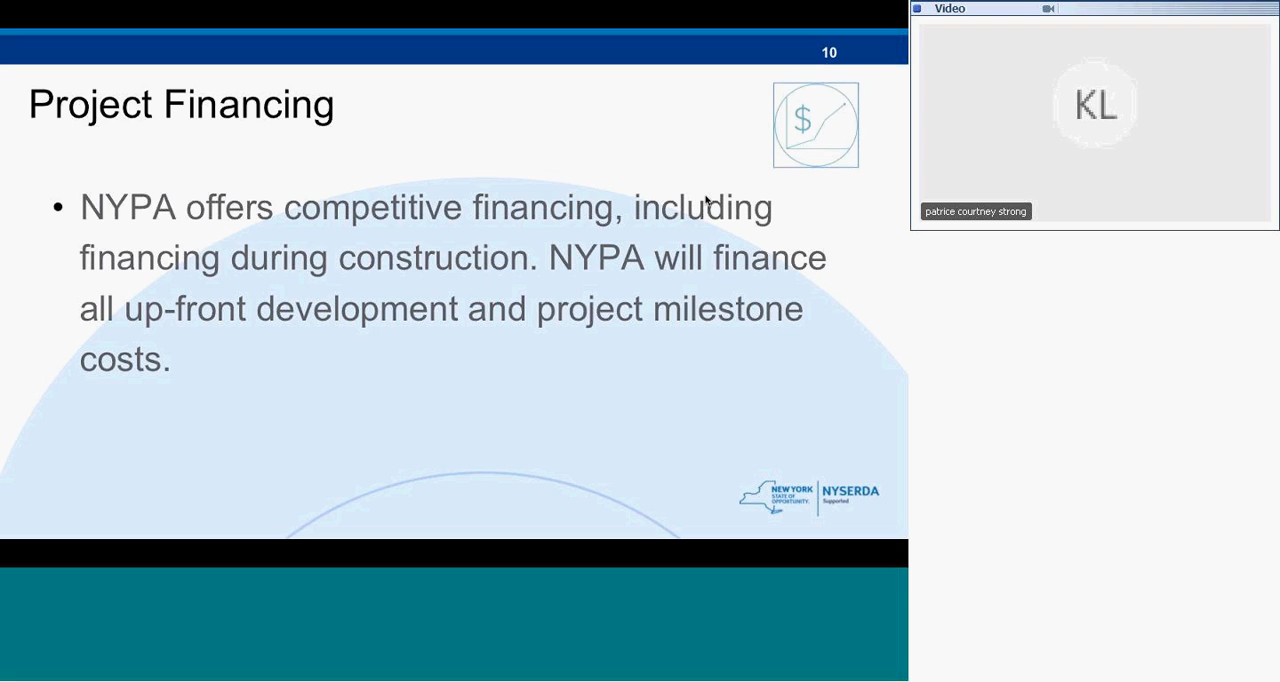 10
Project Financing
$
• NYPA offers competitive financing, including
financing during construction. NYPA will finance
all up-front development and project milestone
costs.
NEW YORK
STATE OF
OPPORTUNITY.
NYSERDA
Supported
Video
KL
patrice courtney strong